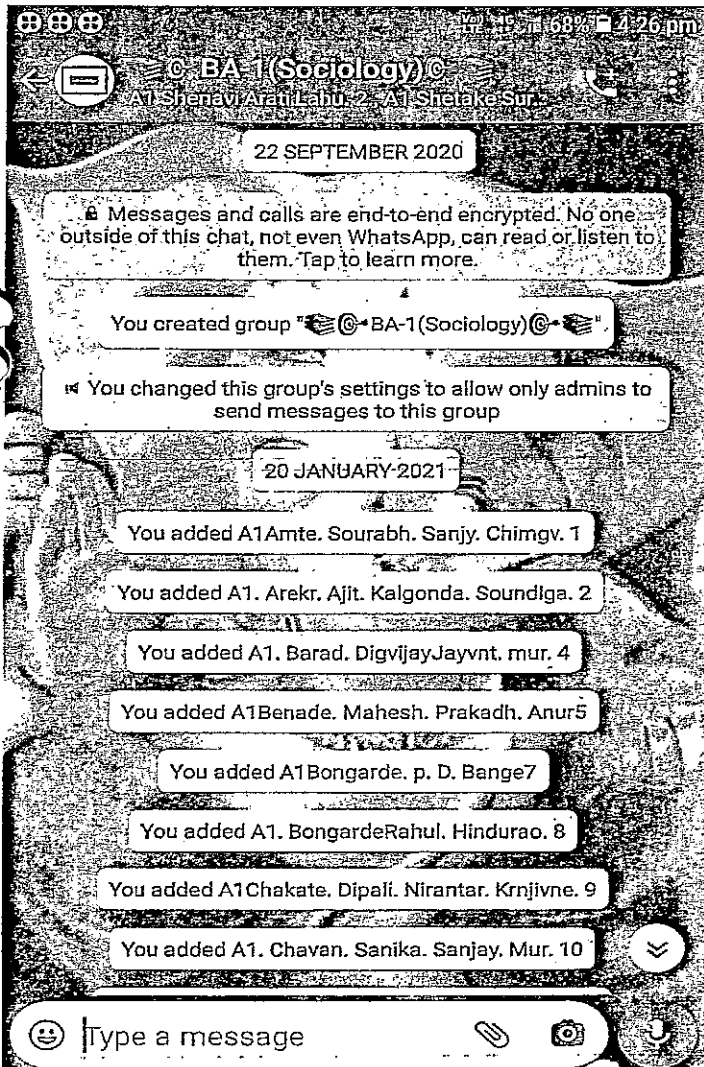 68% 4:26 pm
© BA-1(Sociology)©
A1 Shenavi Arati Lahu. 2, A1 Shetake Sur...
22 SEPTEMBER 2020
Messages and calls are end-to-end encrypted. No one
outside of this chat, not even WhatsApp, can read or listen to
them. Tap to learn more.
You created group "📚©•BA-1(Sociology)©•📚".
You changed this group's settings to allow only admins to
send messages to this group
20 JANUARY 2021
You added A1Amte. Sourabh. Sanjy. Chimgv. 1
You added A1. Arekr. Ajit. Kalgonda. Soundlga. 2
You added A1. Barad. DigvijayJayvnt. mur. 4
You added A1Benade. Mahesh. Prakadh. Anur5
You added A1Bongarde. p. D. Bange7
You added A1. BongardeRahul. Hindurao. 8
You added A1Chakate. Dipali. Nirantar. Krnjivne. 9
You added A1. Chavan. Sanika. Sanjay. Mur. 10
Type a message